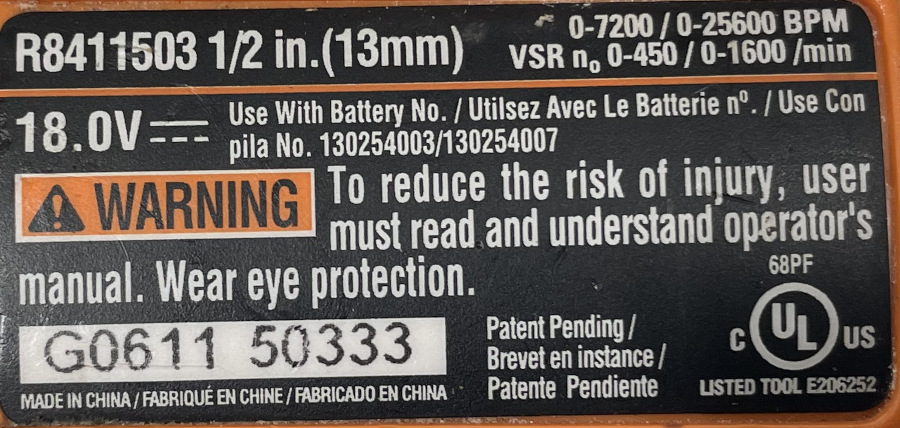 R8411503 1/2 in.(13mm)
0-7200 / 0-25600 BPM
VSR n₀ 0-450 / 0-1600 /min
18.0V
Use With Battery No. / Utilsez Avec Le Batterie nº. / Use Con
pila No. 130254003/130254007
WARNING
To reduce the risk of injury, user
must read and understand operator's
manual. Wear eye protection.
G0611 50333
MADE IN CHINA / FABRIQUÉ EN CHINE / FABRICADO EN CHINA
Patent Pending /
Brevet en instance /
Patente Pendiente
68PF
C UL US
LISTED TOOL E206252